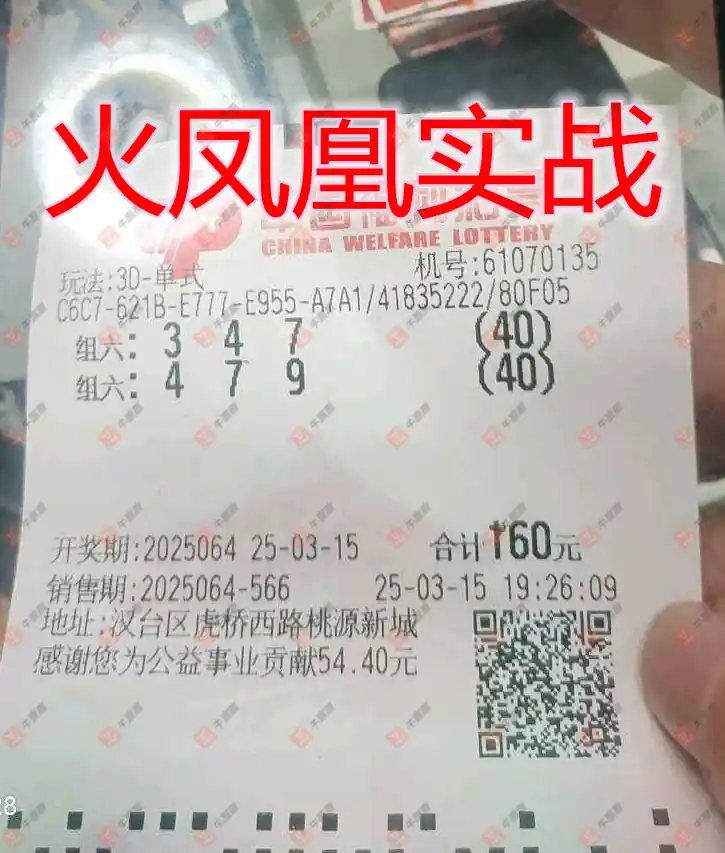 火凤凰实战
CHINA WELFARE LOTTERY
玩法:3D-单式 机号:61070135
C6C7-621B-E777-E955-A7A1/41835222/80F05
组六: 3 4 7 (40)
组六: 4 7 9 (40)
开奖期:2025064 25-03-15 合计160元
销售期:2025064-566 25-03-15 19:26:09
地址:汉台区虎桥西路桃源新城
感谢您为公益事业贡献54.40元
28